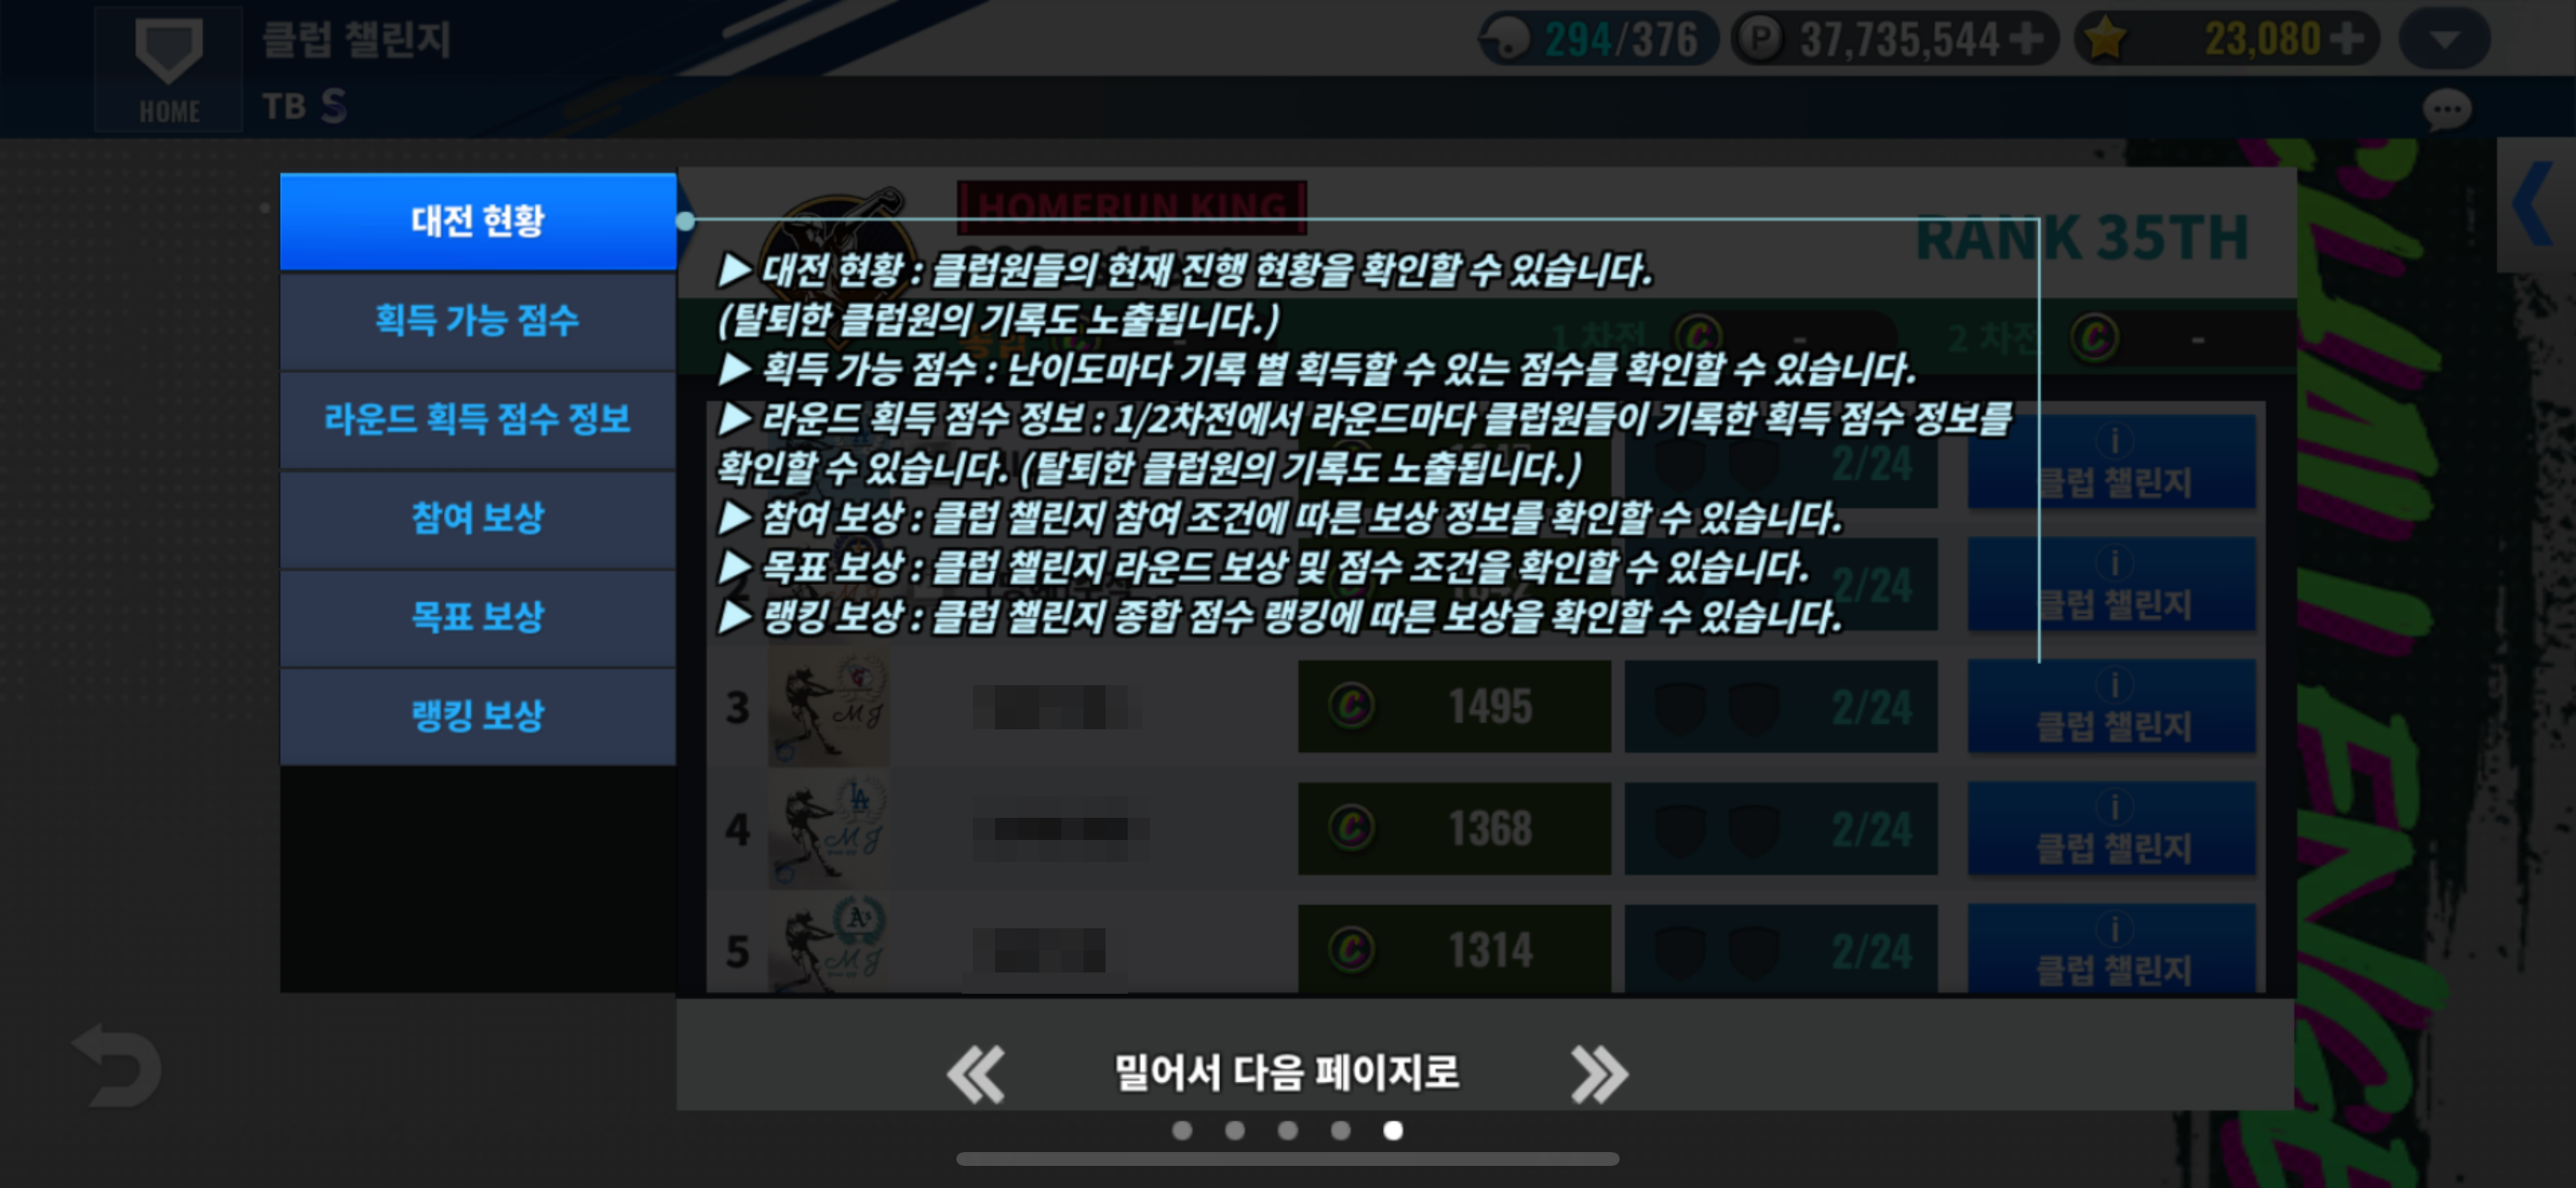 클럽 챌린지
294/376
37,735,544
23,080
HOME
TB S
대전 현황
획득 가능 점수
라운드 획득 점수 정보
참여 보상
목표 보상
랭킹 보상
HOMERUN KING
RANK 35TH
▶ 대전 현황 : 클럽원들의 현재 진행 현황을 확인할 수 있습니다.
(탈퇴한 클럽원의 기록도 노출됩니다.)
▶ 획득 가능 점수 : 난이도마다 기록 별 획득할 수 있는 점수를 확인할 수 있습니다.
▶ 라운드 획득 점수 정보 : 1/2차전에서 라운드마다 클럽원들이 기록한 획득 점수 정보를
확인할 수 있습니다. (탈퇴한 클럽원의 기록도 노출됩니다.)
▶ 참여 보상 : 클럽 챌린지 참여 조건에 따른 보상 정보를 확인할 수 있습니다.
▶ 목표 보상 : 클럽 챌린지 라운드 보상 및 점수 조건을 확인할 수 있습니다.
▶ 랭킹 보상 : 클럽 챌린지 종합 점수 랭킹에 따른 보상을 확인할 수 있습니다.
1 차전 -
2 차전 -
2/24 클럽 챌린지
2 2/24 클럽 챌린지
3 MJ 1495 2/24 클럽 챌린지
4 LA MJ 1368 2/24 클럽 챌린지
5 A's MJ 1314 2/24 클럽 챌린지
밀어서 다음 페이지로
CHALLENGE